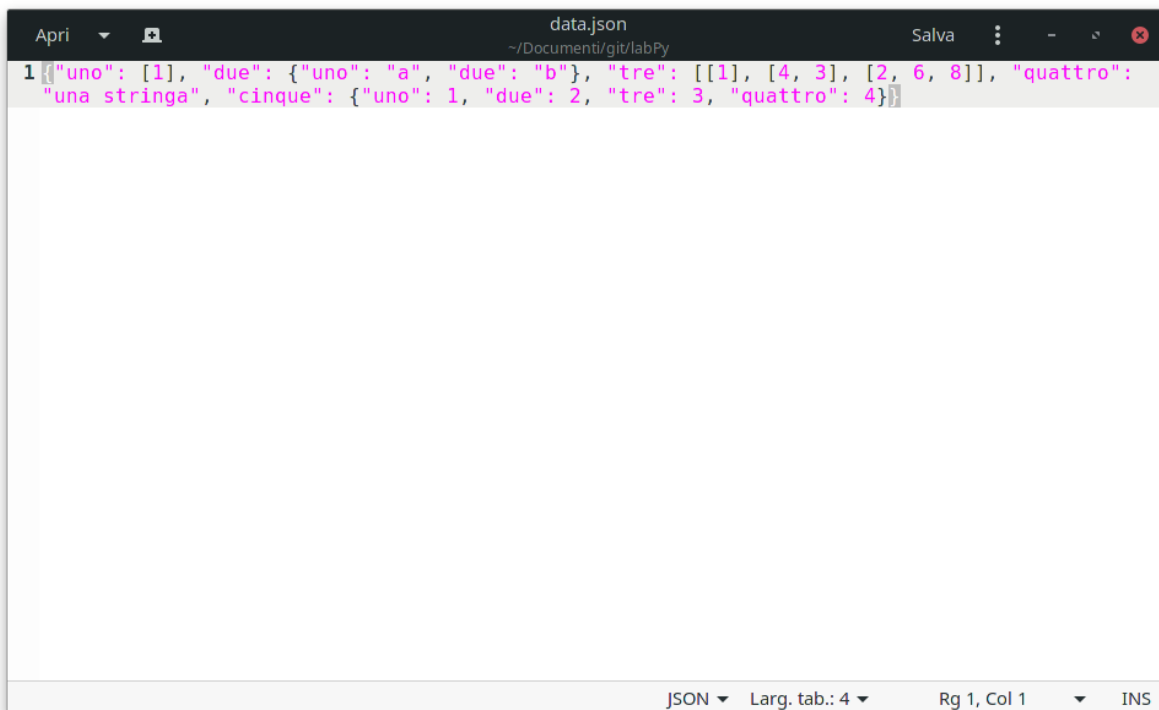 Apri
data.json
~/Documenti/git/labPy
Salva
1 {"uno": [1], "due": {"uno": "a", "due": "b"}, "tre": [[1], [4, 3], [2, 6, 8]], "quattro":
"una stringa", "cinque": {"uno": 1, "due": 2, "tre": 3, "quattro": 4}}
JSON
Larg. tab.: 4
Rg 1, Col 1
INS